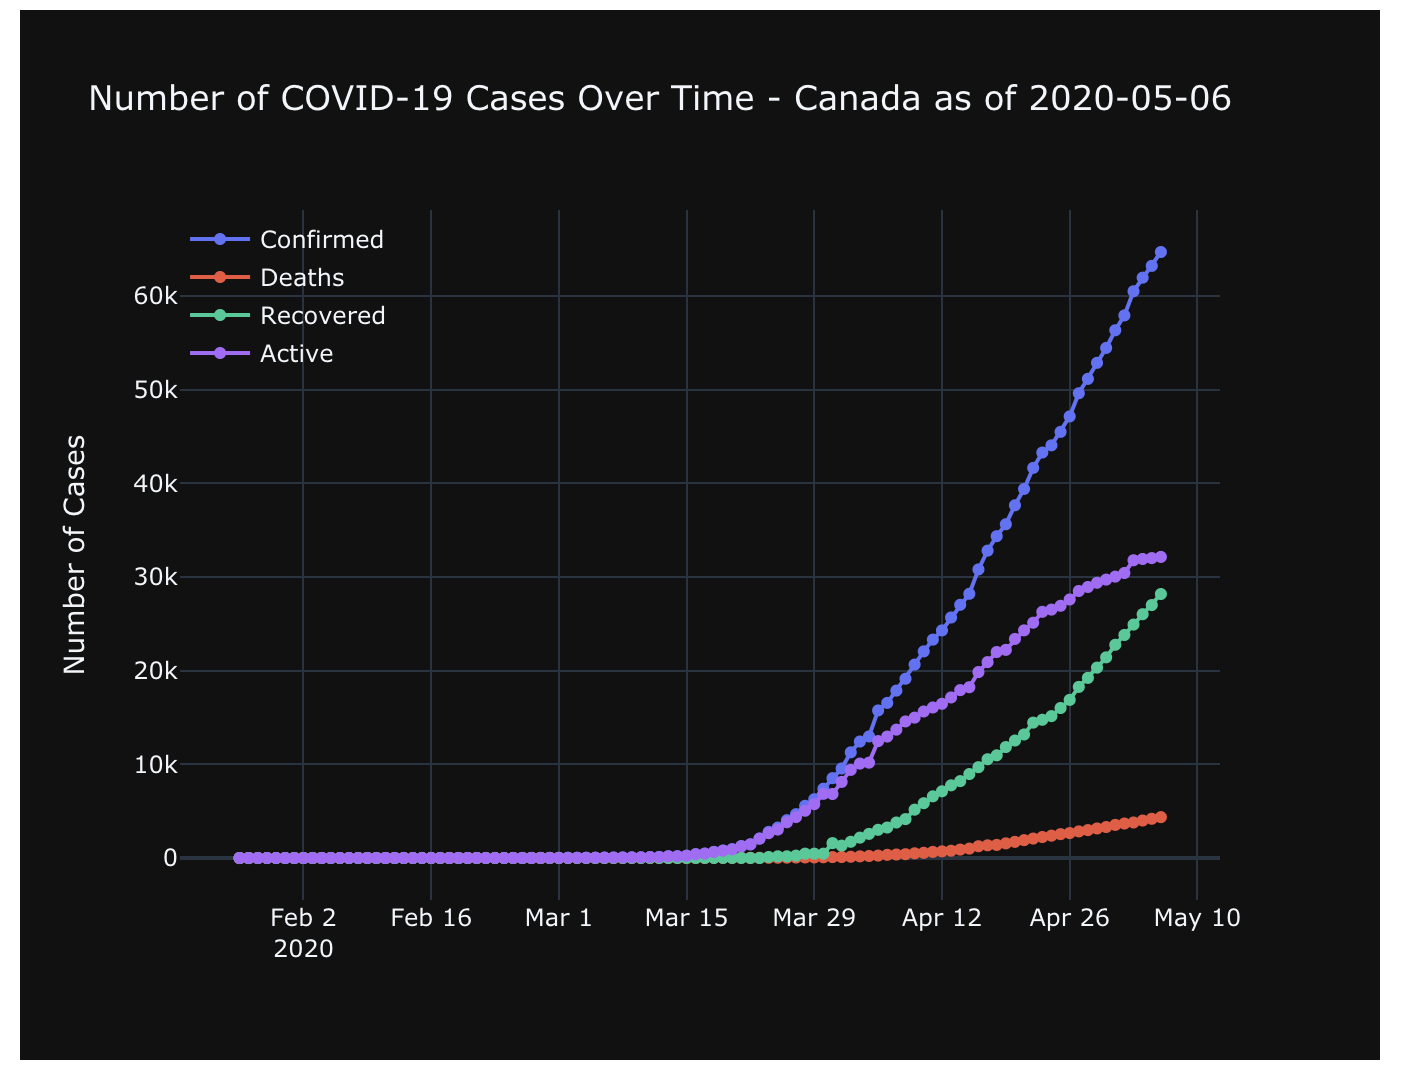 Number of COVID-19 Cases Over Time - Canada as of 2020-05-06
Confirmed
Deaths
Recovered
Active
60k
50k
40k
30k
20k
10k
0
Number of Cases
Feb 2 Feb 16 Mar 1 Mar 15 Mar 29 Apr 12 Apr 26 May 10
2020